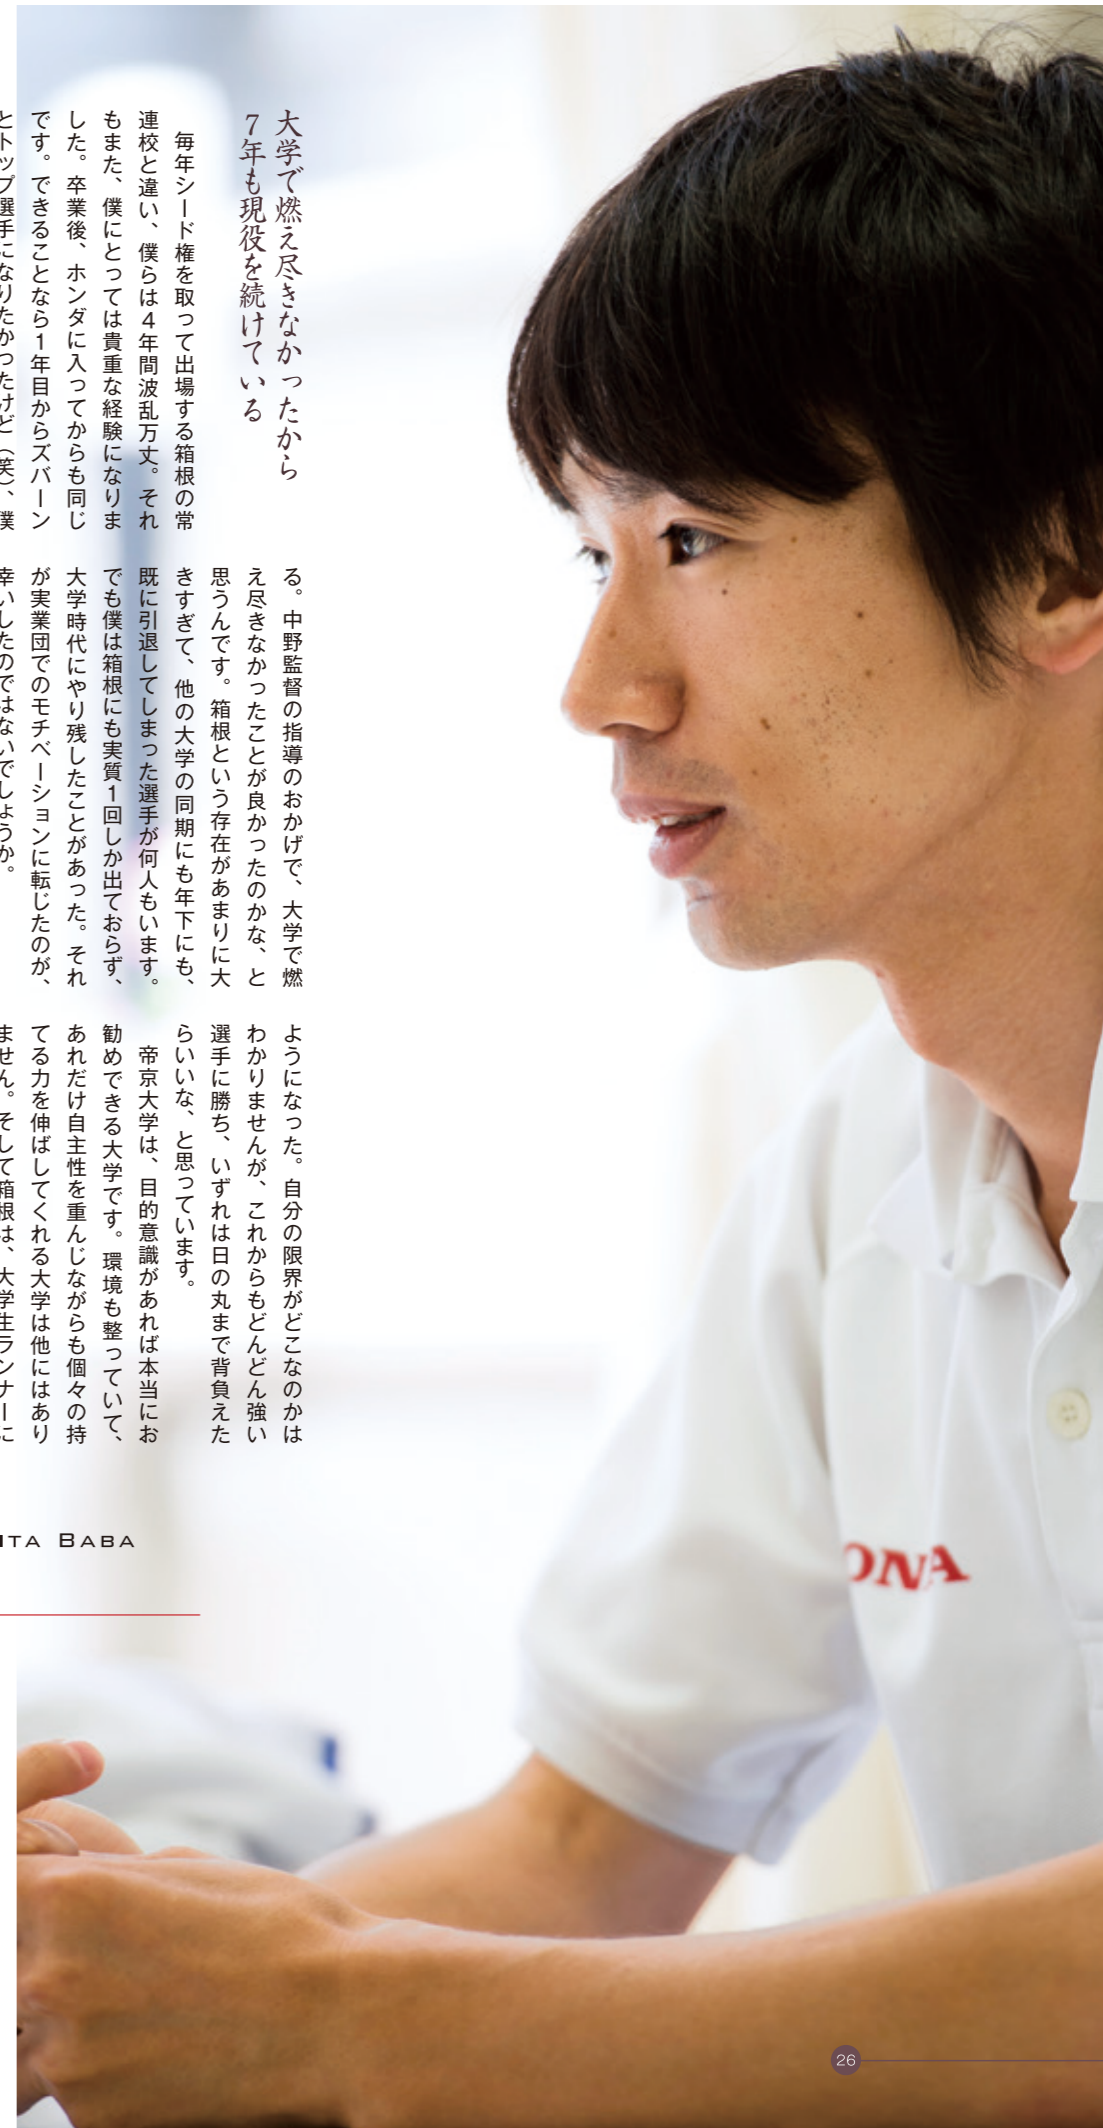 大学で燃え尽きなかったから
7年も現役を続けている
毎年シード権を取って出場する箱根の常
連校と違い、僕らは4年間波乱万丈。それ
もまた、僕にとっては貴重な経験になりま
した。卒業後、ホンダに入ってからも同じ
です。できることなら1年目からズバーン
とトップ選手になりたかったけど（笑）、僕
る。中野監督の指導のおかげで、大学で燃
え尽きなかったことが良かったのかな、と
思うんです。箱根という存在があまりに大
きすぎて、他の大学の同期にも年下にも、
既に引退してしまった選手が何人もいます。
でも僕は箱根にも実質1回しか出ておらず、
大学時代にやり残したことがあった。それ
が実業団でのモチベーションに転じたのが、
幸いしたのではないでしょうか。
ようになった。自分の限界がどこなのかは
わかりませんが、これからもどんどん強い
選手に勝ち、いずれは日の丸まで背負えた
らいいな、と思っています。
帝京大学は、目的意識があれば本当にお
勧めできる大学です。環境も整っていて、
あれだけ自主性を重んじながらも個々の持
てる力を伸ばしてくれる大学は他にはあり
ません。そして箱根は、大学生ランナーに
ITA BABA
ONA
26